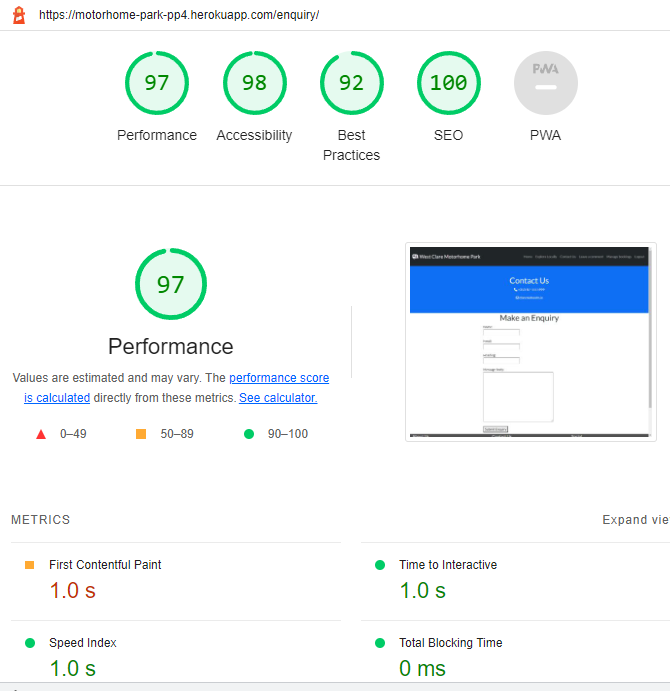 https://motorhome-park-pp4.herokuapp.com/enquiry/
97
98
92
100
PWA
Performance
Accessibility
Best
Practices
SEO
PWA
97
Performance
Values are estimated and may vary. The performance score
is calculated directly from these metrics. See calculator.
0–49
50–89
90–100
West Clare Motorhome Park
Contact Us
Make an Enquiry
METRICS
Expand vie
First Contentful Paint
1.0 s
Time to Interactive
1.0 s
Speed Index
1.0 s
Total Blocking Time
0 ms